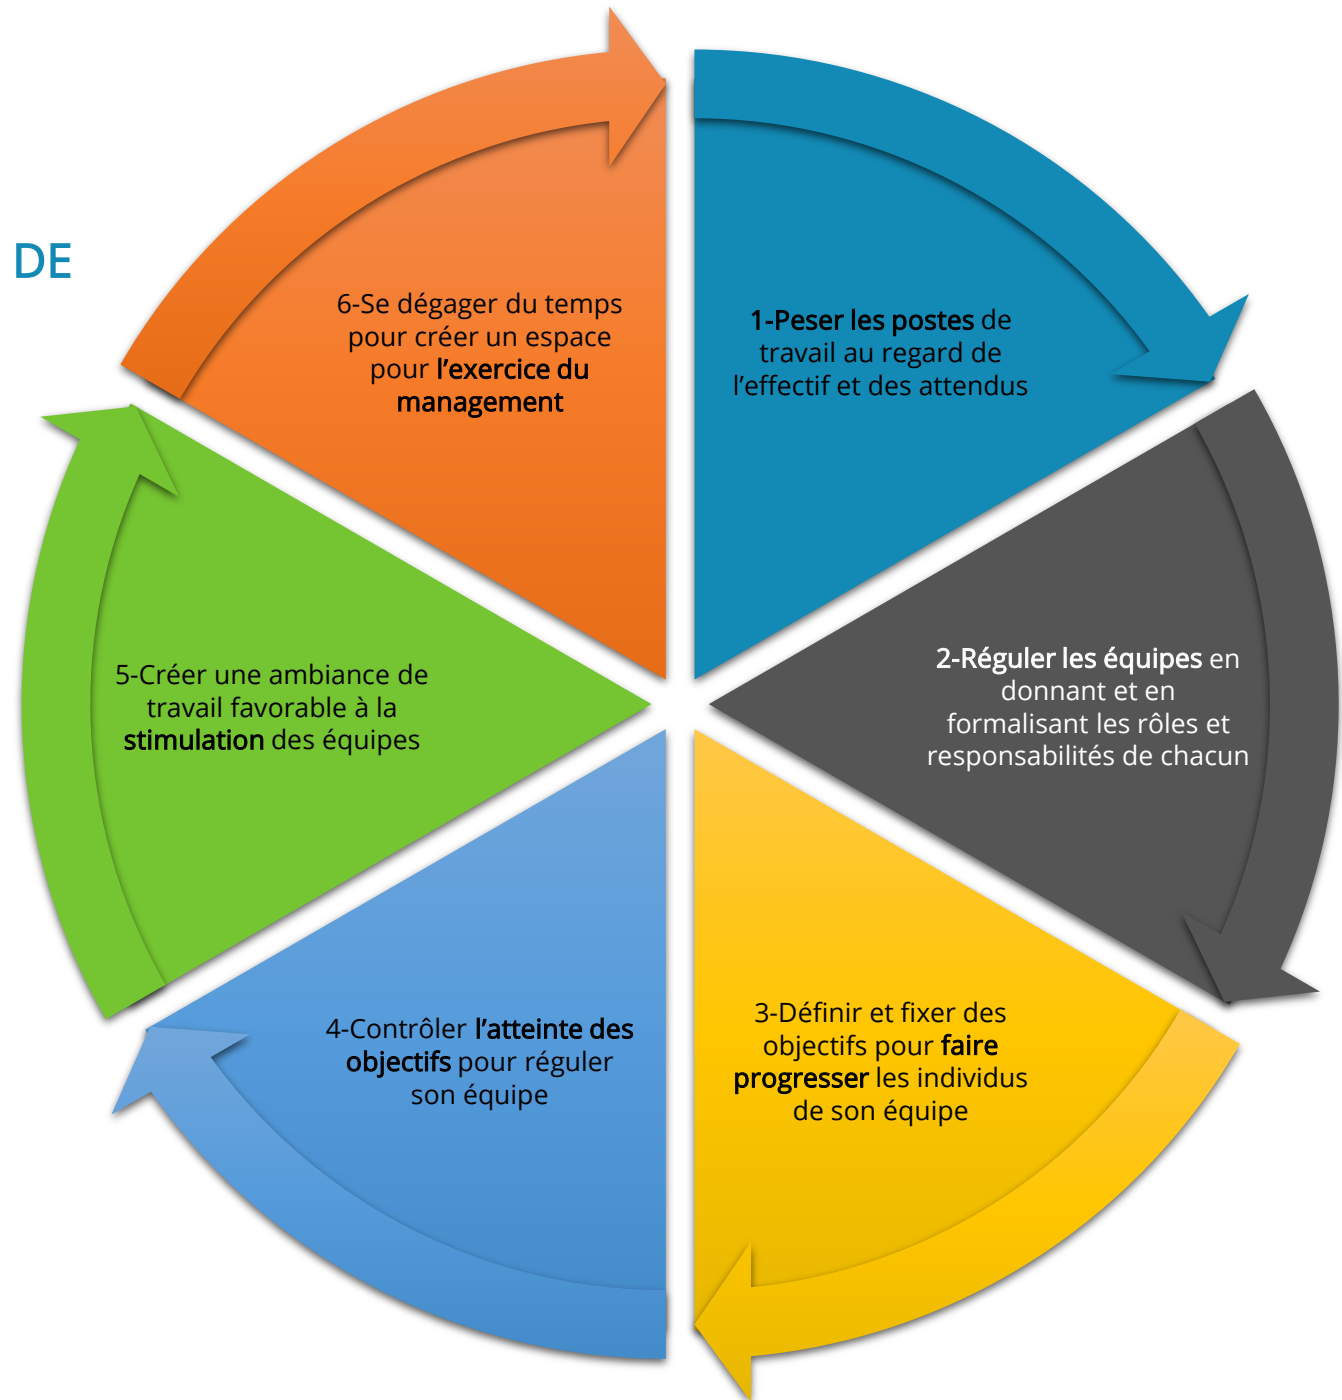 DE
1-Peser les postes de
travail au regard de
l’effectif et des attendus
2-Réguler les équipes en
donnant et en
formalisant les rôles et
responsabilités de chacun
3-Définir et fixer des
objectifs pour faire
progresser les individus
de son équipe
4-Contrôler l’atteinte des
objectifs pour réguler
son équipe
5-Créer une ambiance de
travail favorable à la
stimulation des équipes
6-Se dégager du temps
pour créer un espace
pour l’exercice du
management